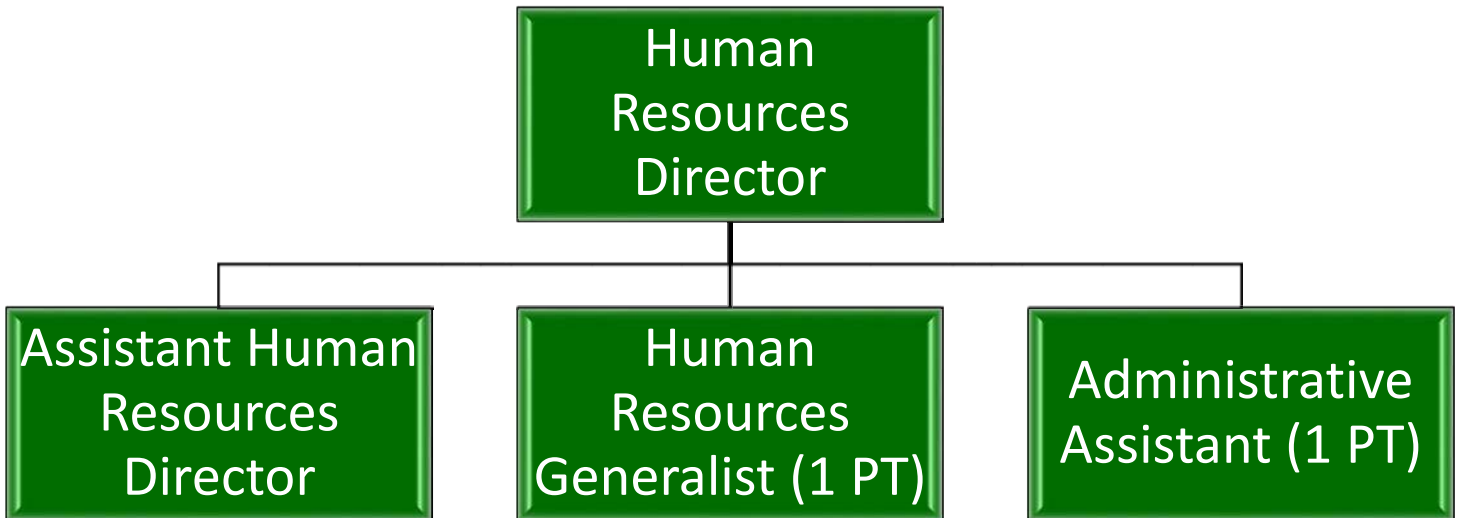 Human
Resources
Director
Assistant Human
Resources
Director
Human
Resources
Generalist (1 PT)
Administrative
Assistant (1 PT)